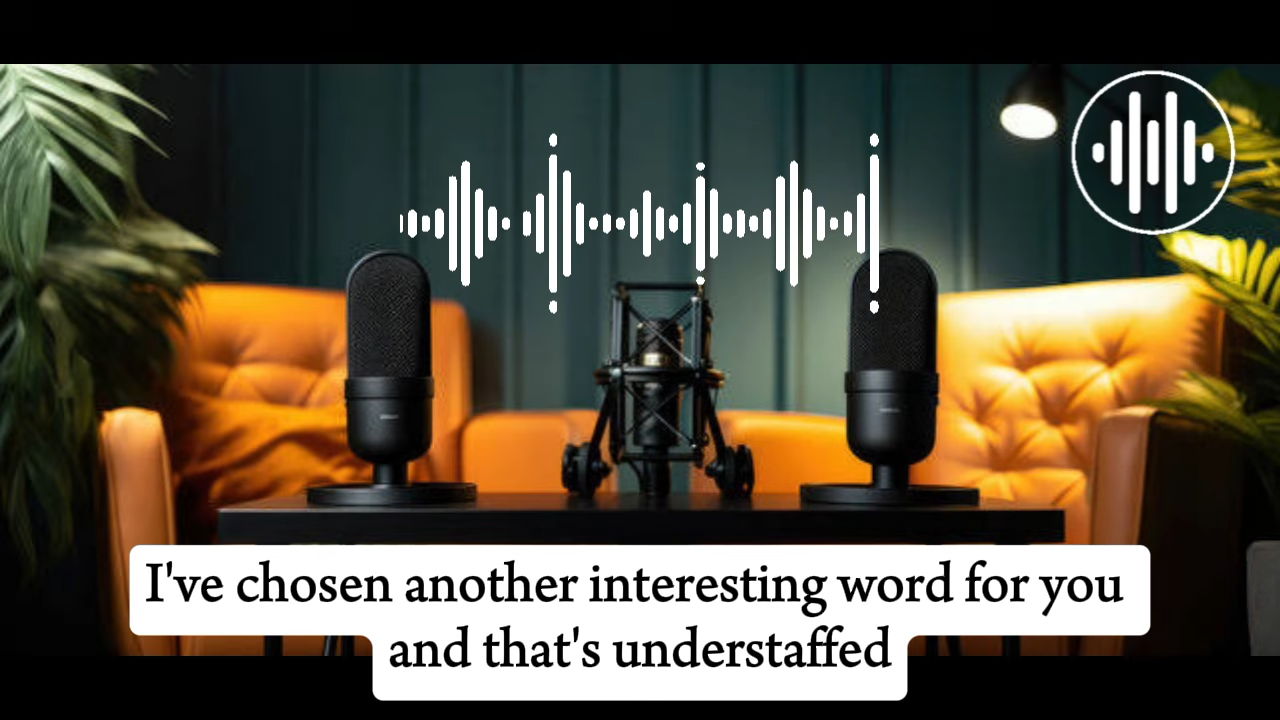 I've chosen another interesting word for you
and that's understaffed